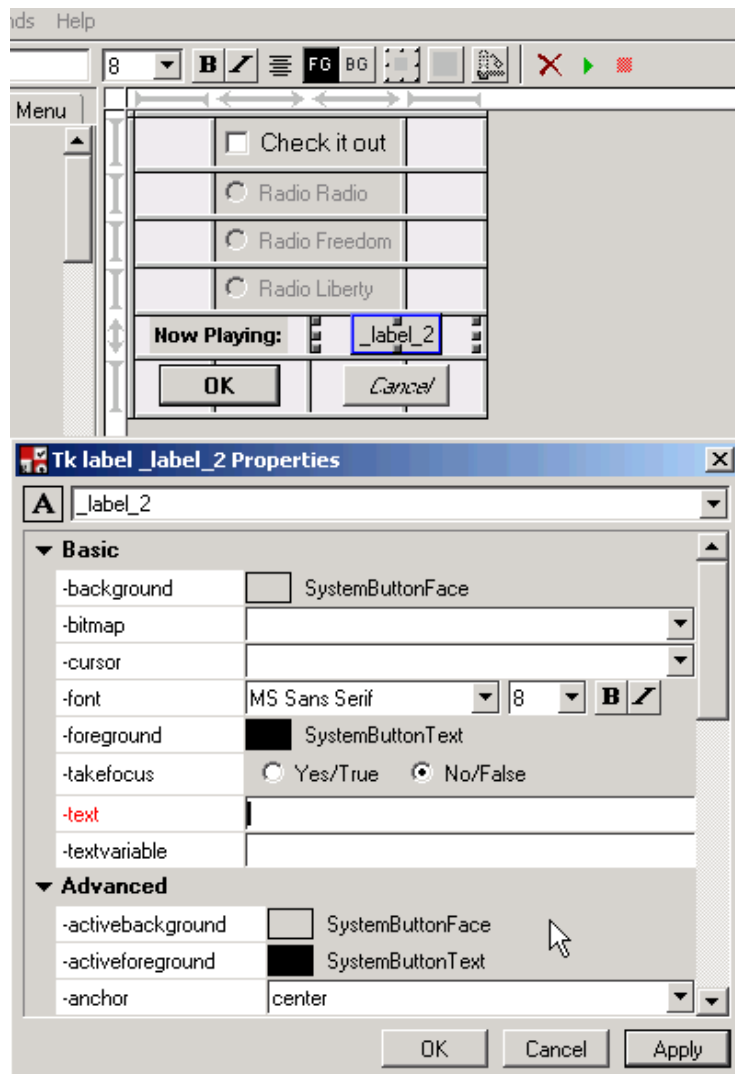 nds Help
8 B I FG BG
Menu
Check it out
Radio Radio
Radio Freedom
Radio Liberty
Now Playing: _label_2
OK Cancel
Tk label _label_2 Properties
A _label_2
Basic
-background SystemButtonFace
-bitmap
-cursor
-font MS Sans Serif 8 B I
-foreground SystemButtonText
-takefocus Yes/True No/False
-text
-textvariable
Advanced
-activebackground SystemButtonFace
-activeforeground SystemButtonText
-anchor center
OK Cancel Apply